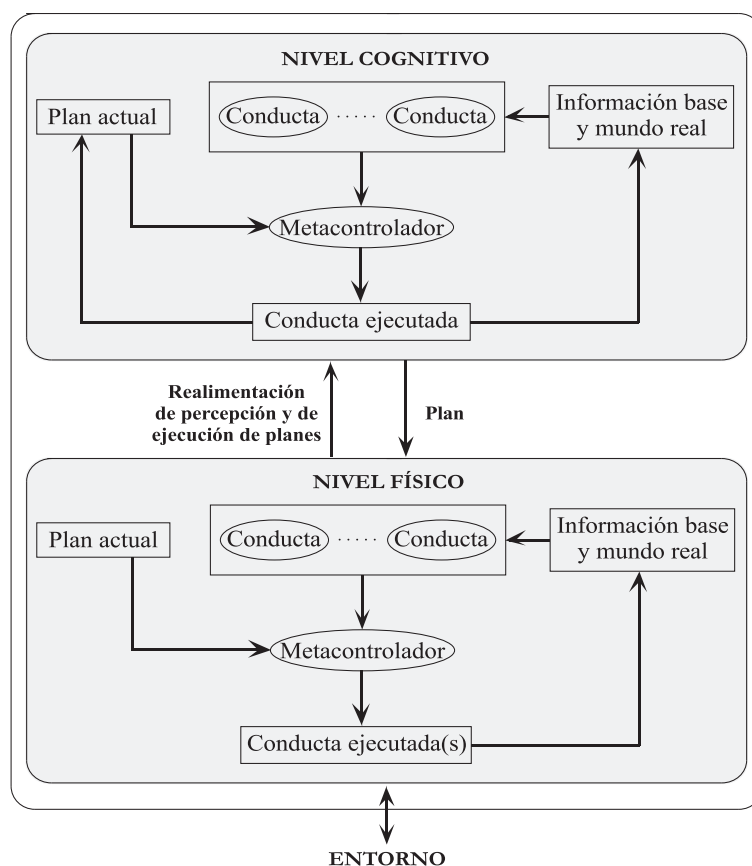 NIVEL COGNITIVO
Plan actual
Conducta ..... Conducta
Información base
y mundo real
Metacontrolador
Conducta ejecutada
Realimentación
de percepción y de
ejecución de planes
Plan
NIVEL FÍSICO
Plan actual
Conducta ..... Conducta
Información base
y mundo real
Metacontrolador
Conducta ejecutada(s)
ENTORNO